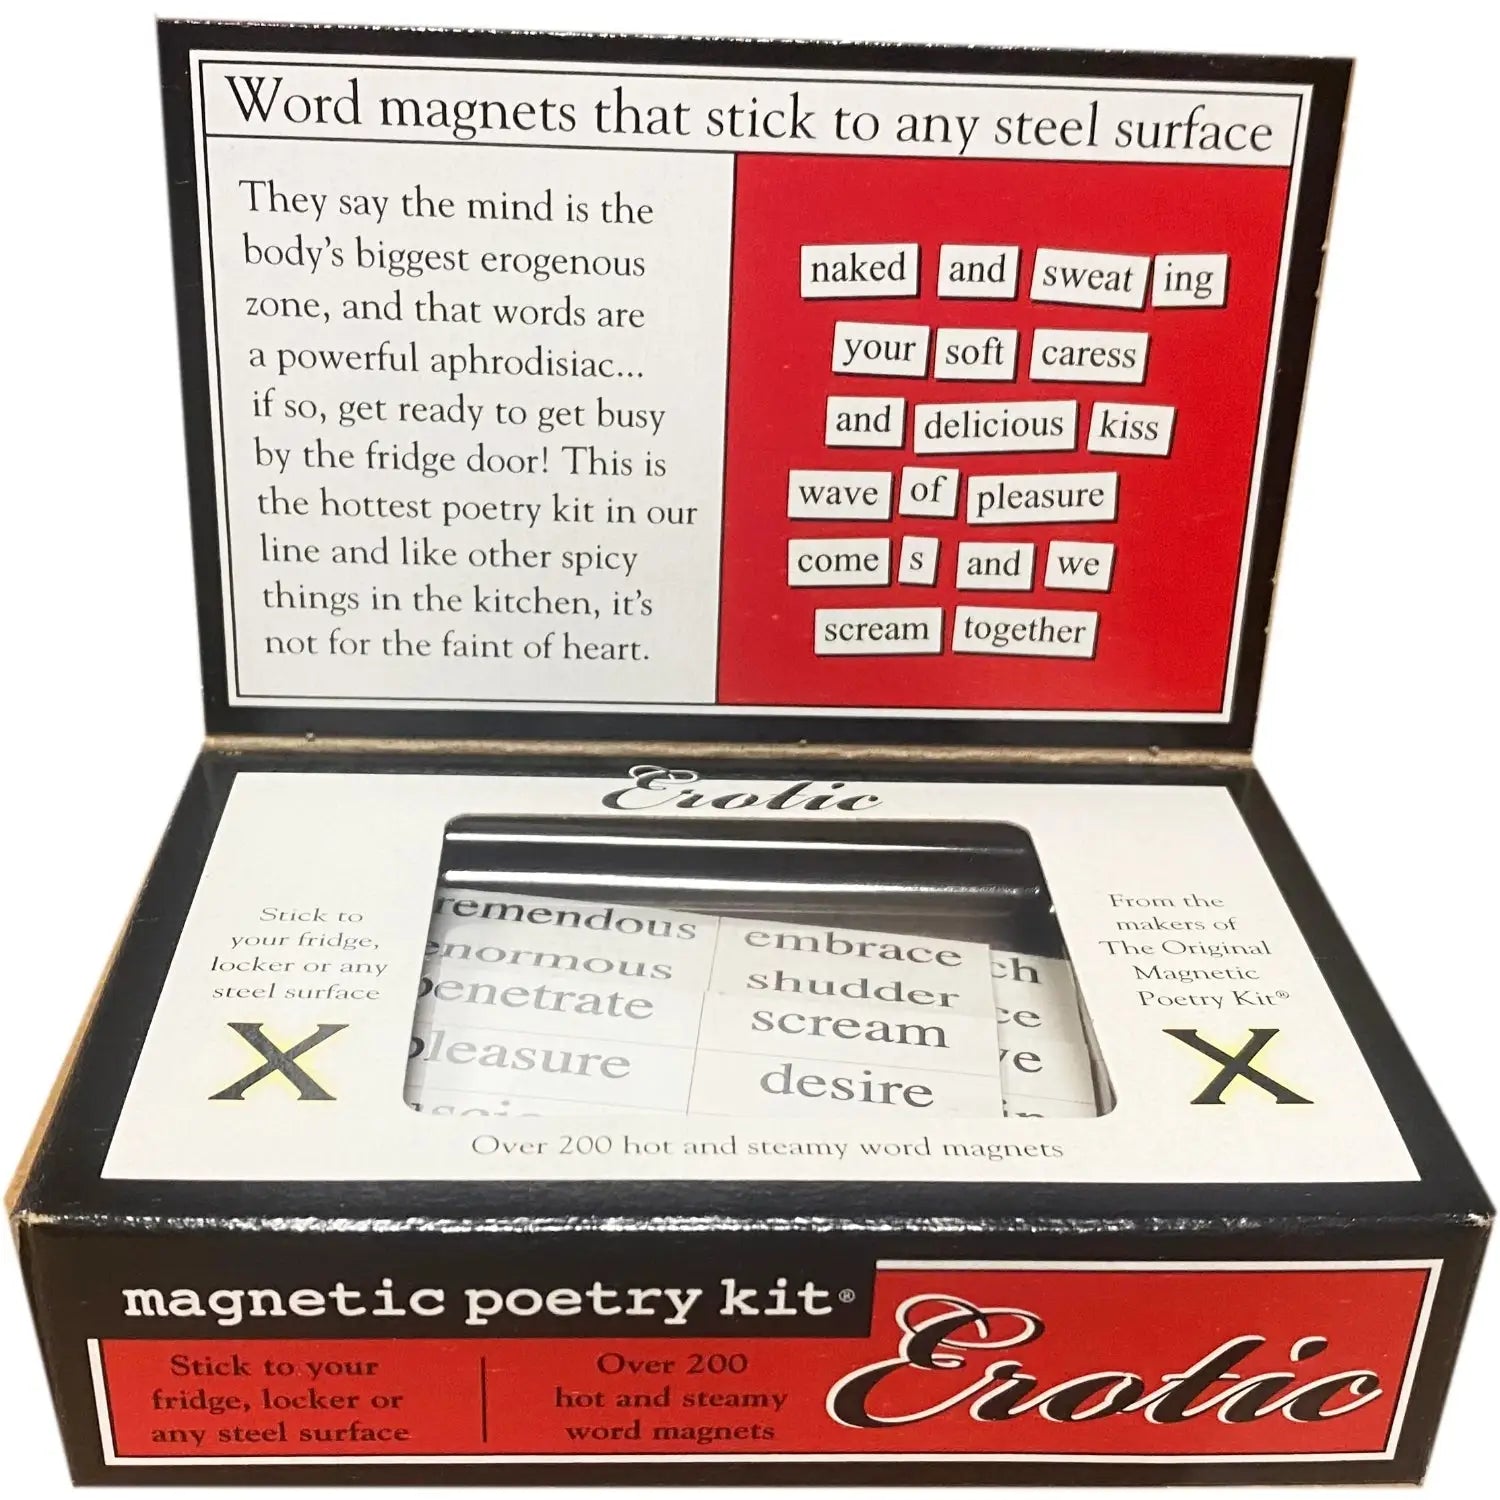 Word magnets that stick to any steel surface
They say the mind is the
body's biggest erogenous
zone, and that words are
a powerful aphrodisiac...
if so, get ready to get busy
by the fridge door! This is
the hottest poetry kit in our
line and like other spicy
things in the kitchen, it's
not for the faint of heart.
naked and sweat ing
your soft caress
and delicious kiss
wave of pleasure
come s and we
scream together
Erotic
Stick to
your fridge,
locker or any
steel surface
X
remendous embrace
enormous shudder
penetrate scream
pleasure desire
From the
makers of
The Original
Magnetic
Poetry Kit®
X
Over 200 hot and steamy word magnets
magnetic poetry kit®
Stick to your
fridge, locker or
any steel surface
Over 200
hot and steamy
word magnets
Erotic